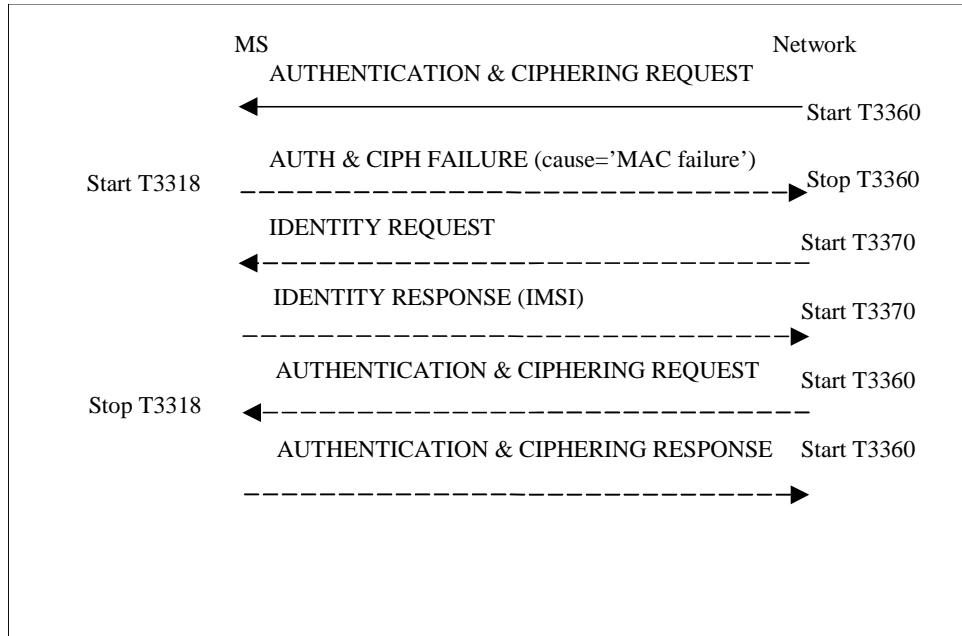 MS Network
AUTHENTICATION & CIPHERING REQUEST
Start T3360
AUTH & CIPH FAILURE (cause=’MAC failure’)
Start T3318 Stop T3360
IDENTITY REQUEST
Start T3370
IDENTITY RESPONSE (IMSI)
Start T3370
AUTHENTICATION & CIPHERING REQUEST
Start T3360
Stop T3318
AUTHENTICATION & CIPHERING RESPONSE Start T3360